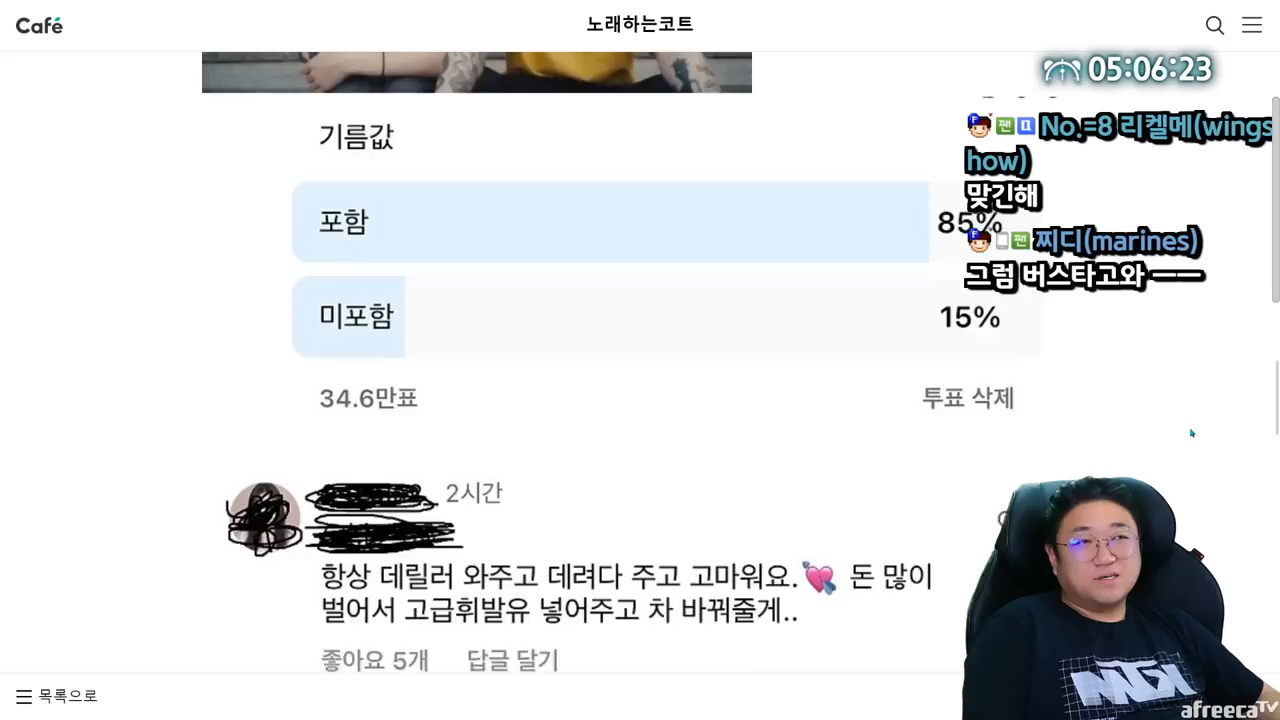 Café
노래하는코트
05:06:23
기름값
No.=8 리켈메(wings
how)
맞긴해
포함
85%
찌디(marines)
그럼 버스타고와 ㅡㅡ
미포함
15%
34.6만표
투표 삭제
2시간
항상 데릴러 와주고 데려다 주고 고마워요.💘 돈 많이
벌어서 고급휘발유 넣어주고 차 바꿔줄게..
좋아요 5개 답글 달기
목록으로
afreecaTV